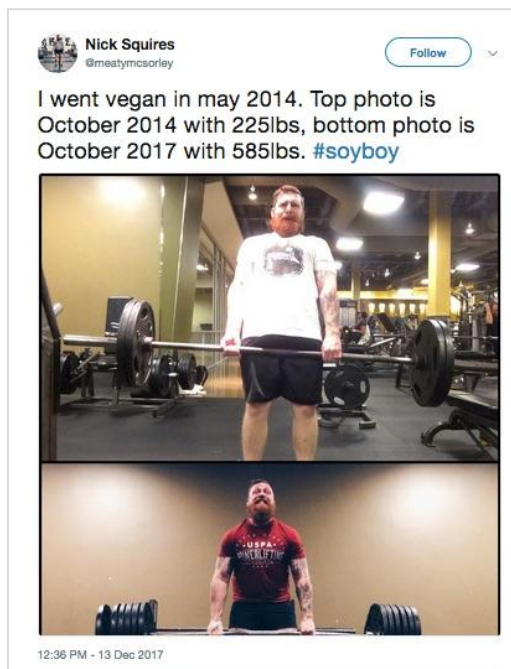 Nick Squires
@meatymcsorley
Follow
I went vegan in may 2014. Top photo is
October 2014 with 225lbs, bottom photo is
October 2017 with 585lbs. #soyboy
USPA
POWERLIFTING
12:36 PM - 13 Dec 2017